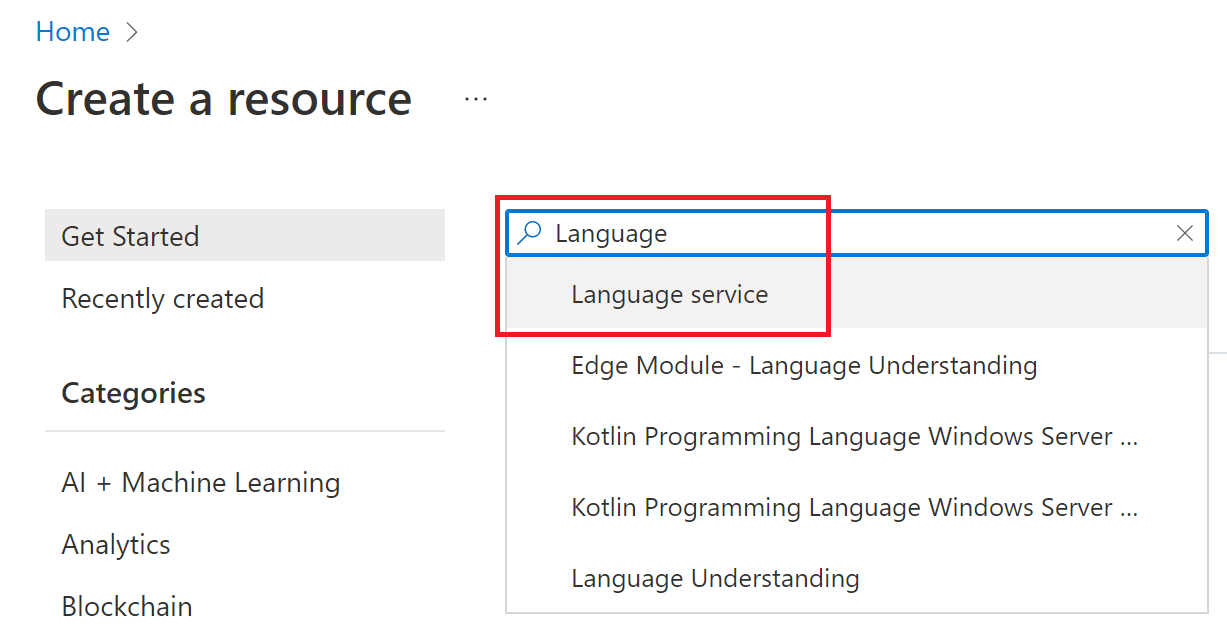 Home
Create a resource
...
Get Started
Recently created
Categories
AI + Machine Learning
Analytics
Blockchain
Language
Language service
Edge Module - Language Understanding
Kotlin Programming Language Windows Server ...
Kotlin Programming Language Windows Server ...
Language Understanding